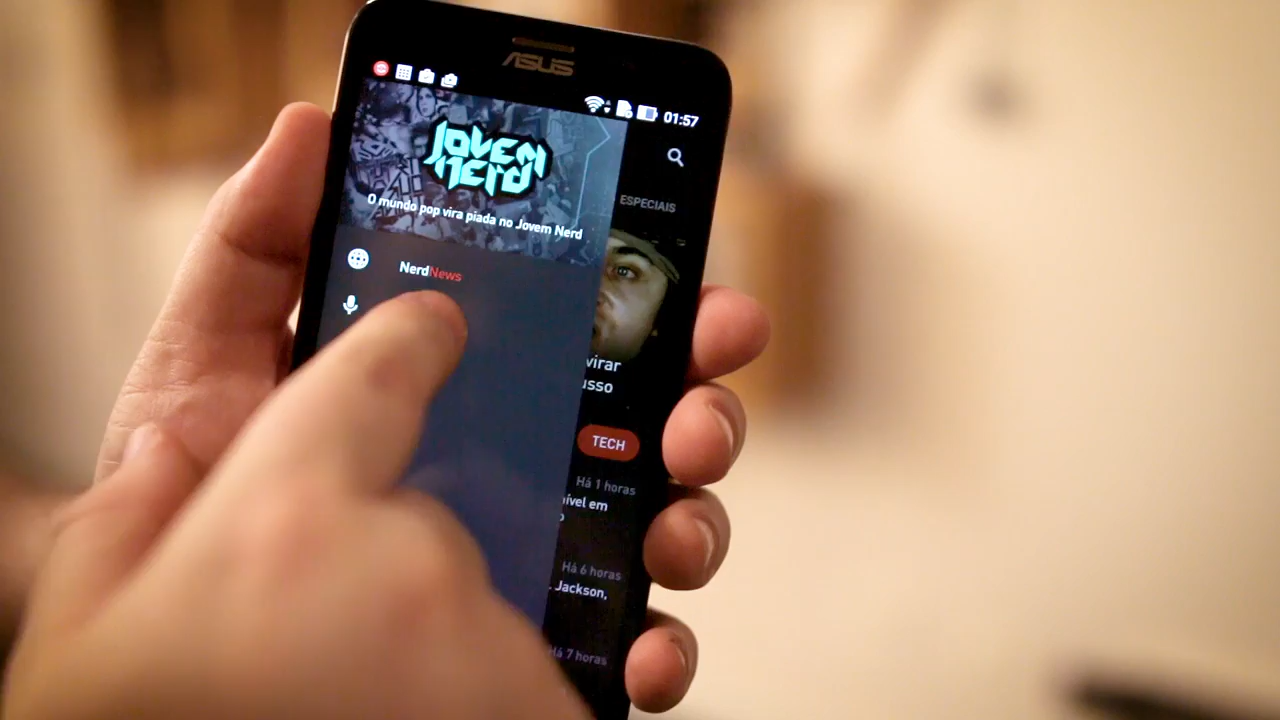 ASUS
01:57
JOVEM
NERD
O mundo pop vira piada no Jovem Nerd
ESPECIAIS
NerdNews
virar
usso
TECH
Há 1 horas
ível em
Há 6 horas
. Jackson,
Há 7 horas